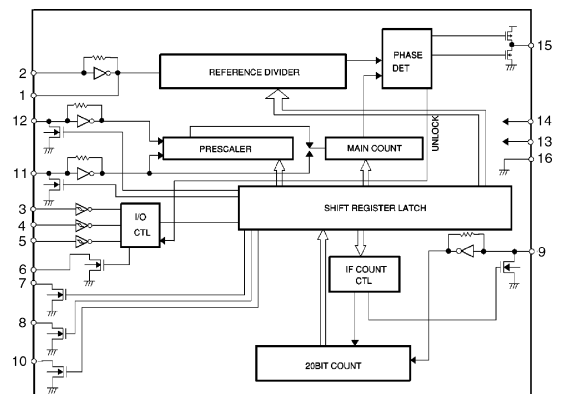 PHASE
DET
15
2
REFERENCE DIVIDER
1
12
14
UNLOCK
PRESCALER
MAIN COUNT
13
16
11
3
I/O
CTL
SHIFT REGISTER LATCH
4
5
9
6
IF COUNT
CTL
7
8
10
20BIT COUNT